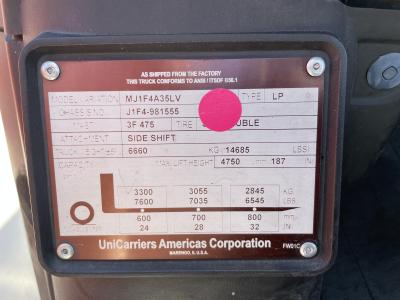 AS SHIPPED FROM THE FACTORY
THIS TRUCK CONFORMS TO ANSI / ITSDF B56.1
MODEL VARIATION MJ1F4A35LV TYPE LP
CHASSIS NO. J1F4-981555
MAST 3F 475 TIRE UBLE
ATTACHMENT SIDE SHIFT
TRUCK WEIGHT ±5% 6660 KG 14685 LBS
CAPACITY MAX. LIFT HEIGHT 4750 mm 187 IN
3300 3055 2845 KG
7600 7035 6545 LBS
600 700 800 mm
24 28 32 IN
UniCarriers Americas Corporation
MARENGO, IL U.S.A. FW01C